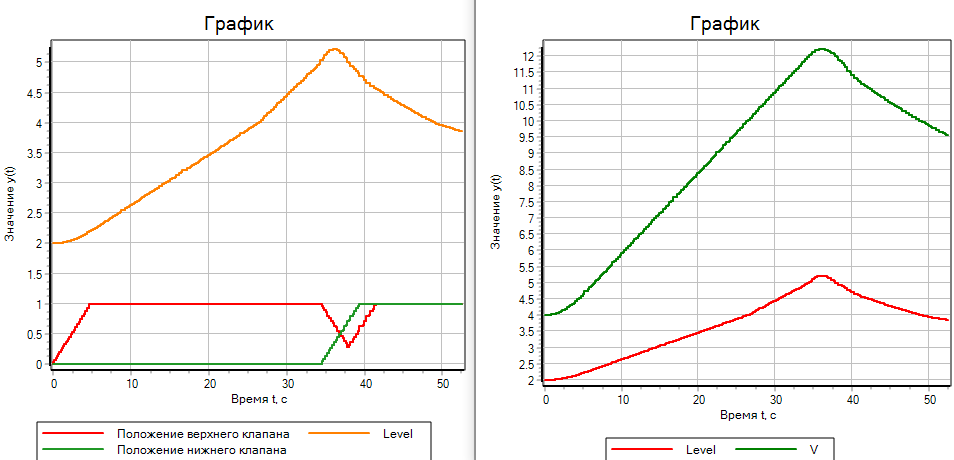 График
Значение y(t)
5
4.5
4
3.5
3
2.5
2
1.5
1
0.5
0
0 10 20 30 40 50
Время t, с
Положение верхнего клапана Level
Положение нижнего клапана
График
Значение y(t)
12
11.5
11
10.5
10
9.5
9
8.5
8
7.5
7
6.5
6
5.5
5
4.5
4
3.5
3
2.5
2
0 10 20 30 40 50
Время t, с
Level V